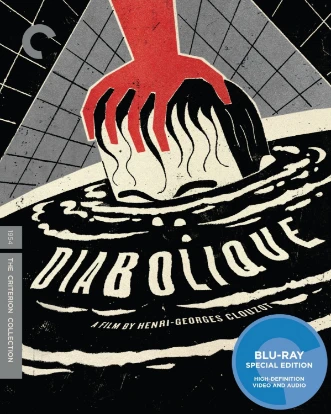 DIABOLIQUE
A FILM BY HENRI-GEORGES CLOUZOT
1954
THE CRITERION COLLECTION
BLU-RAY
SPECIAL EDITION
HIGH-DEFINITION
VIDEO AND AUDIO